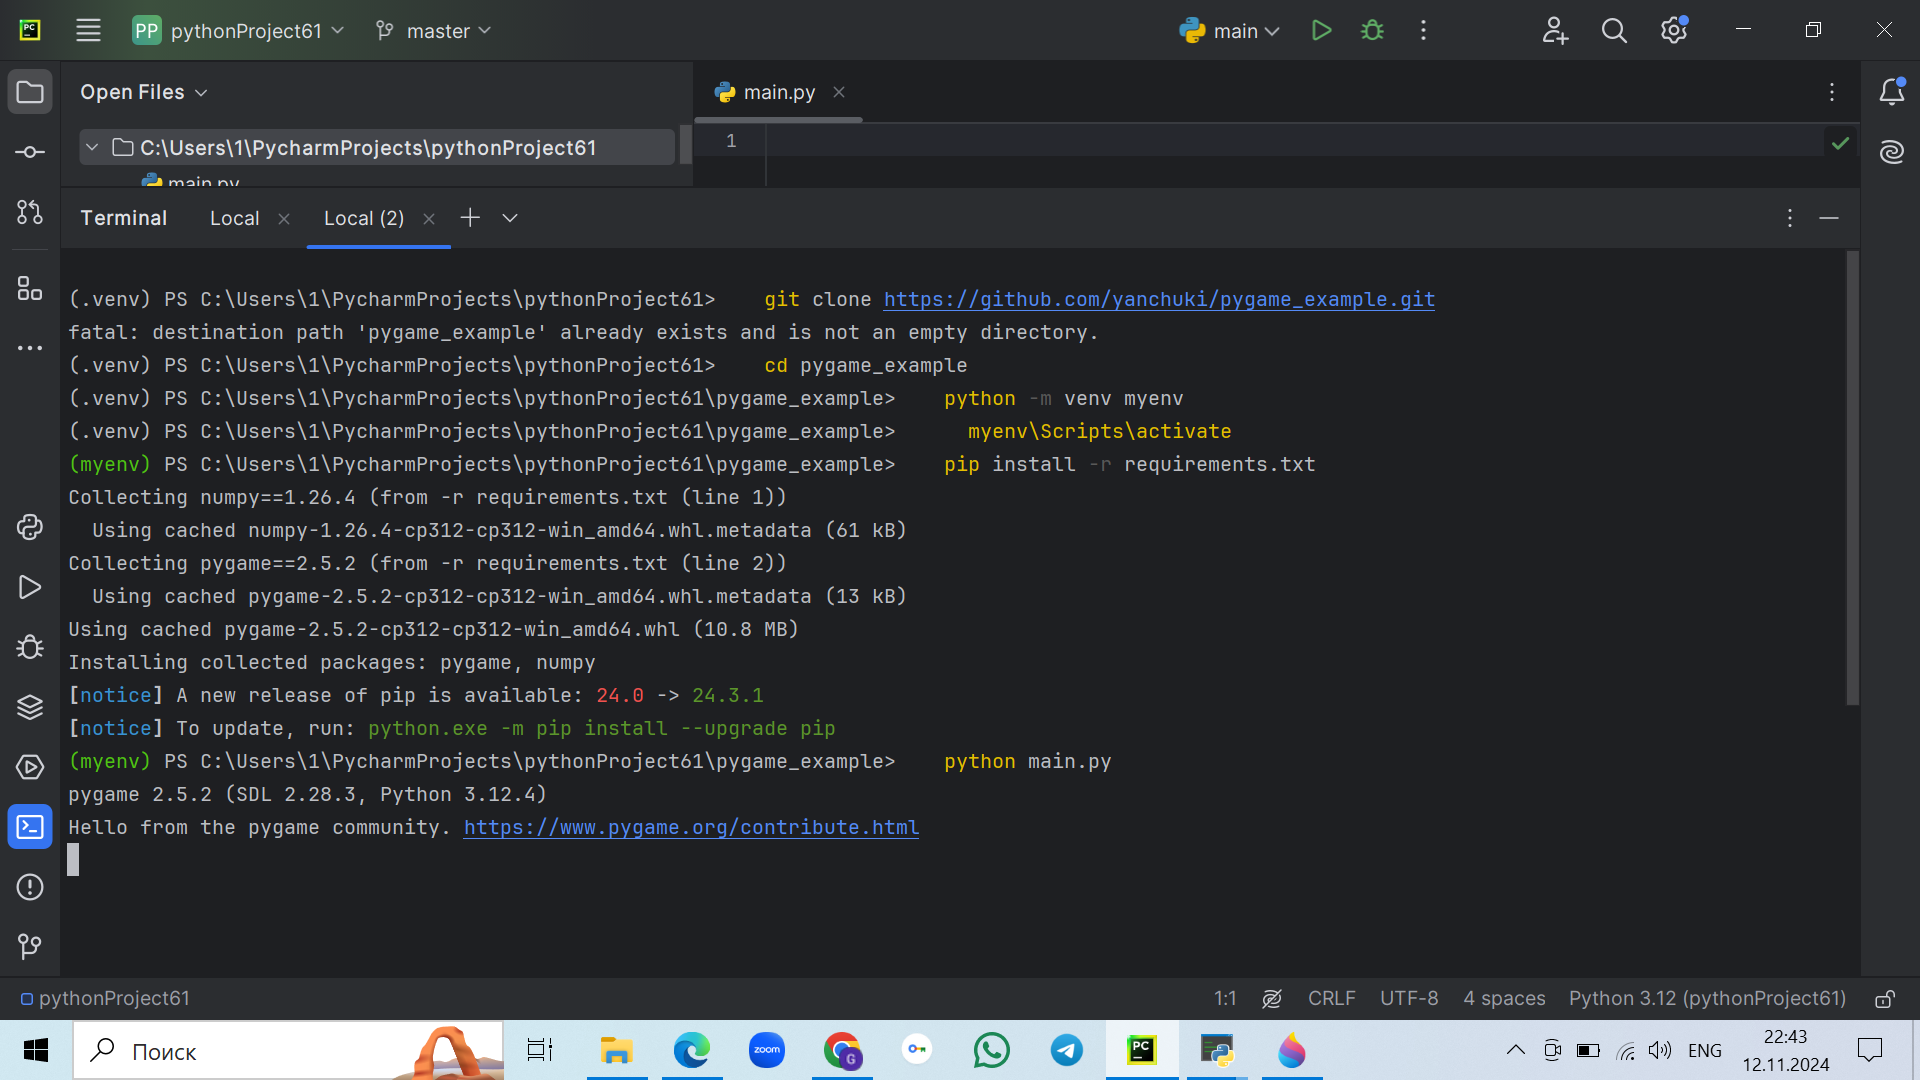 PC PP pythonProject61 master main
Open Files main.py
C:\Users\1\PycharmProjects\pythonProject61 1
main.py
Terminal Local Local (2)
(.venv) PS C:\Users\1\PycharmProjects\pythonProject61> git clone https://github.com/yanchuki/pygame_example.git
fatal: destination path 'pygame_example' already exists and is not an empty directory.
(.venv) PS C:\Users\1\PycharmProjects\pythonProject61> cd pygame_example
(.venv) PS C:\Users\1\PycharmProjects\pythonProject61\pygame_example> python -m venv myenv
(.venv) PS C:\Users\1\PycharmProjects\pythonProject61\pygame_example> myenv\Scripts\activate
(myenv) PS C:\Users\1\PycharmProjects\pythonProject61\pygame_example> pip install -r requirements.txt
Collecting numpy==1.26.4 (from -r requirements.txt (line 1))
Using cached numpy-1.26.4-cp312-cp312-win_amd64.whl.metadata (61 kB)
Collecting pygame==2.5.2 (from -r requirements.txt (line 2))
Using cached pygame-2.5.2-cp312-cp312-win_amd64.whl.metadata (13 kB)
Using cached pygame-2.5.2-cp312-cp312-win_amd64.whl (10.8 MB)
Installing collected packages: pygame, numpy
[notice] A new release of pip is available: 24.0 -> 24.3.1
[notice] To update, run: python.exe -m pip install --upgrade pip
(myenv) PS C:\Users\1\PycharmProjects\pythonProject61\pygame_example> python main.py
pygame 2.5.2 (SDL 2.28.3, Python 3.12.4)
Hello from the pygame community. https://www.pygame.org/contribute.html
pythonProject61 1:1 CRLF UTF-8 4 spaces Python 3.12 (pythonProject61)
Поиск zoom G PC ENG 22:43
12.11.2024